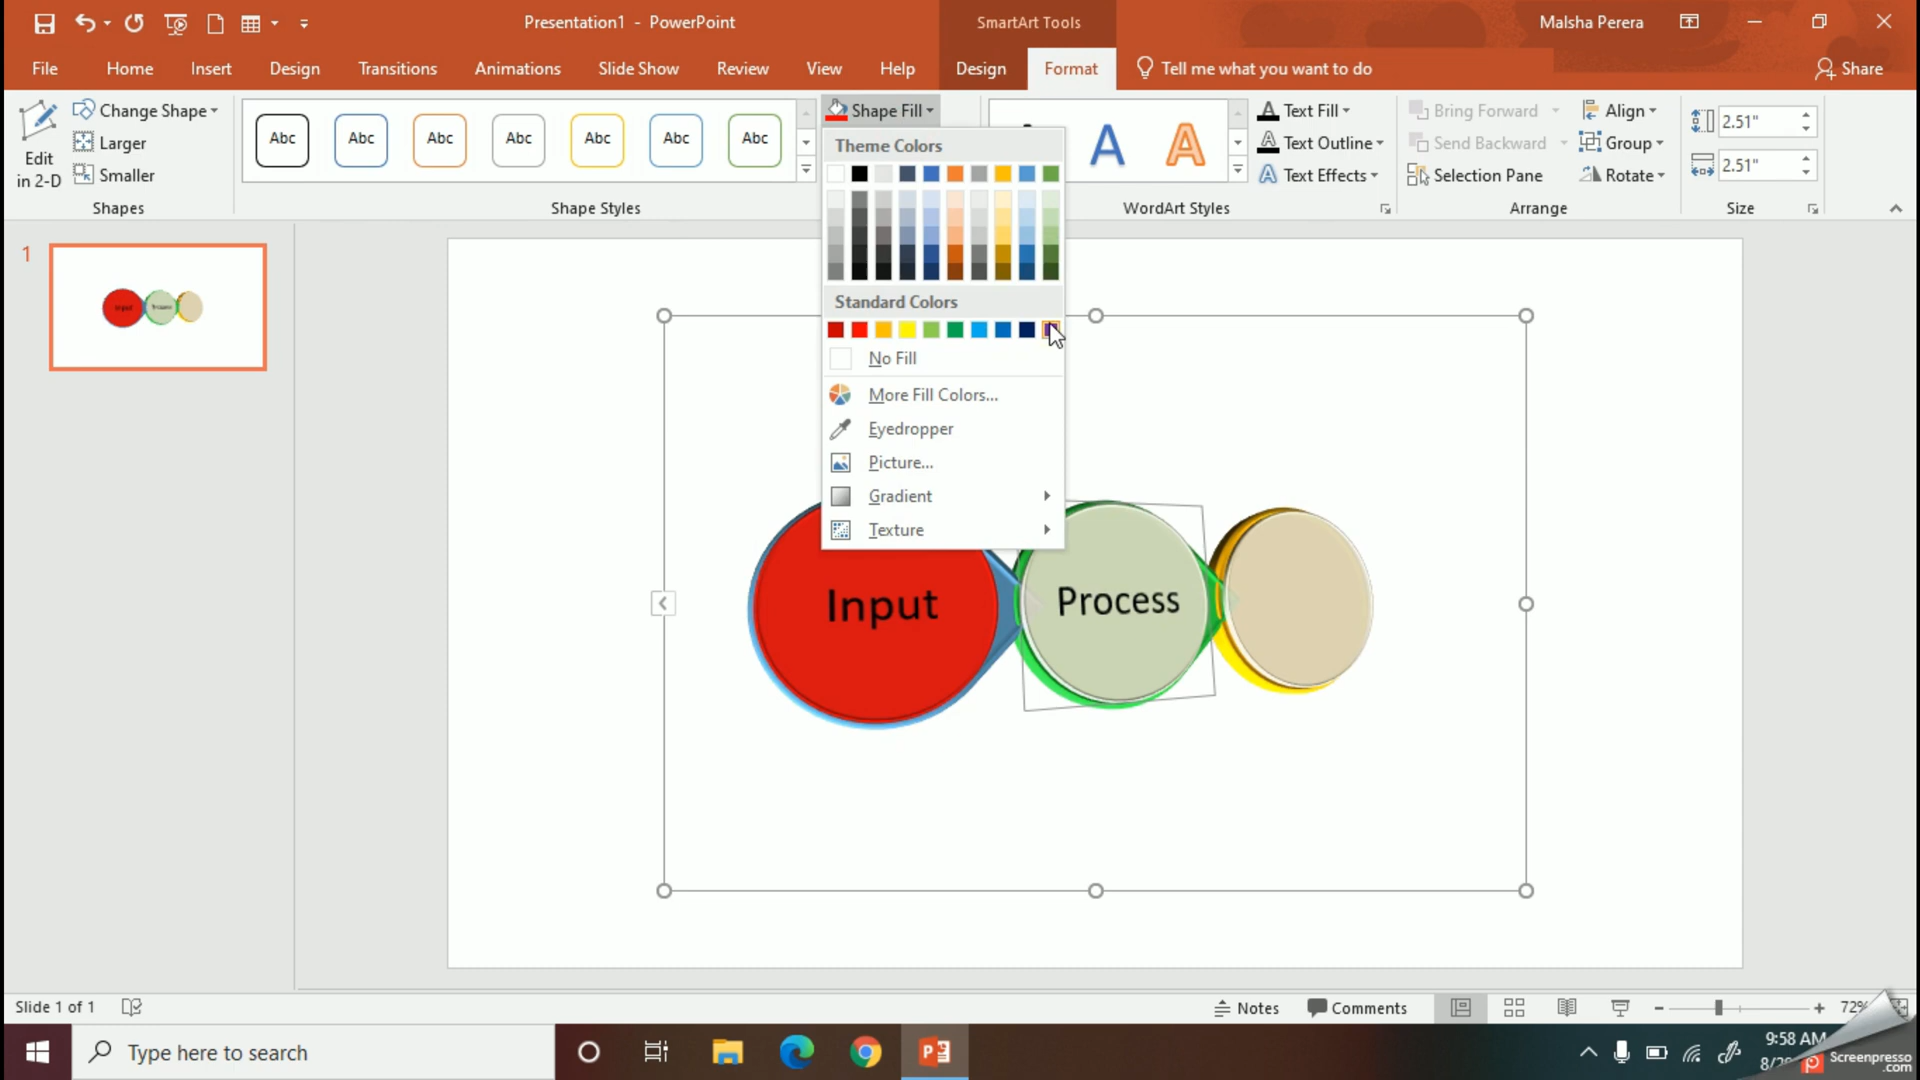 Presentation1 - PowerPoint
SmartArt Tools
Malsha Perera
File
Home
Insert
Design
Transitions
Animations
Slide Show
Review
View
Help
Design
Format
Tell me what you want to do
Share
Edit
in 2-D
Change Shape
Larger
Smaller
Shapes
Abc
Abc
Abc
Abc
Abc
Abc
Abc
Shape Styles
Shape Fill
Theme Colors
Standard Colors
No Fill
More Fill Colors...
Eyedropper
Picture...
Gradient
Texture
A
A
WordArt Styles
A Text Fill
A Text Outline
A Text Effects
Bring Forward
Send Backward
Selection Pane
Align
Group
Rotate
Arrange
2.51"
2.51"
Size
1
Input
Process
Input
Process
Slide 1 of 1
Notes
Comments
72%
Type here to search
9:58 AM
Screenpresso
.com